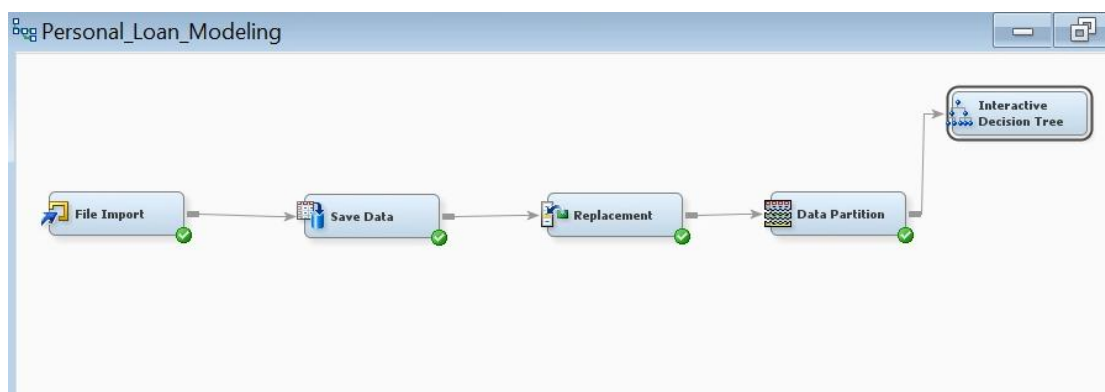 Personal_Loan_Modeling
Interactive
Decision Tree
File Import
Save Data
Replacement
Data Partition